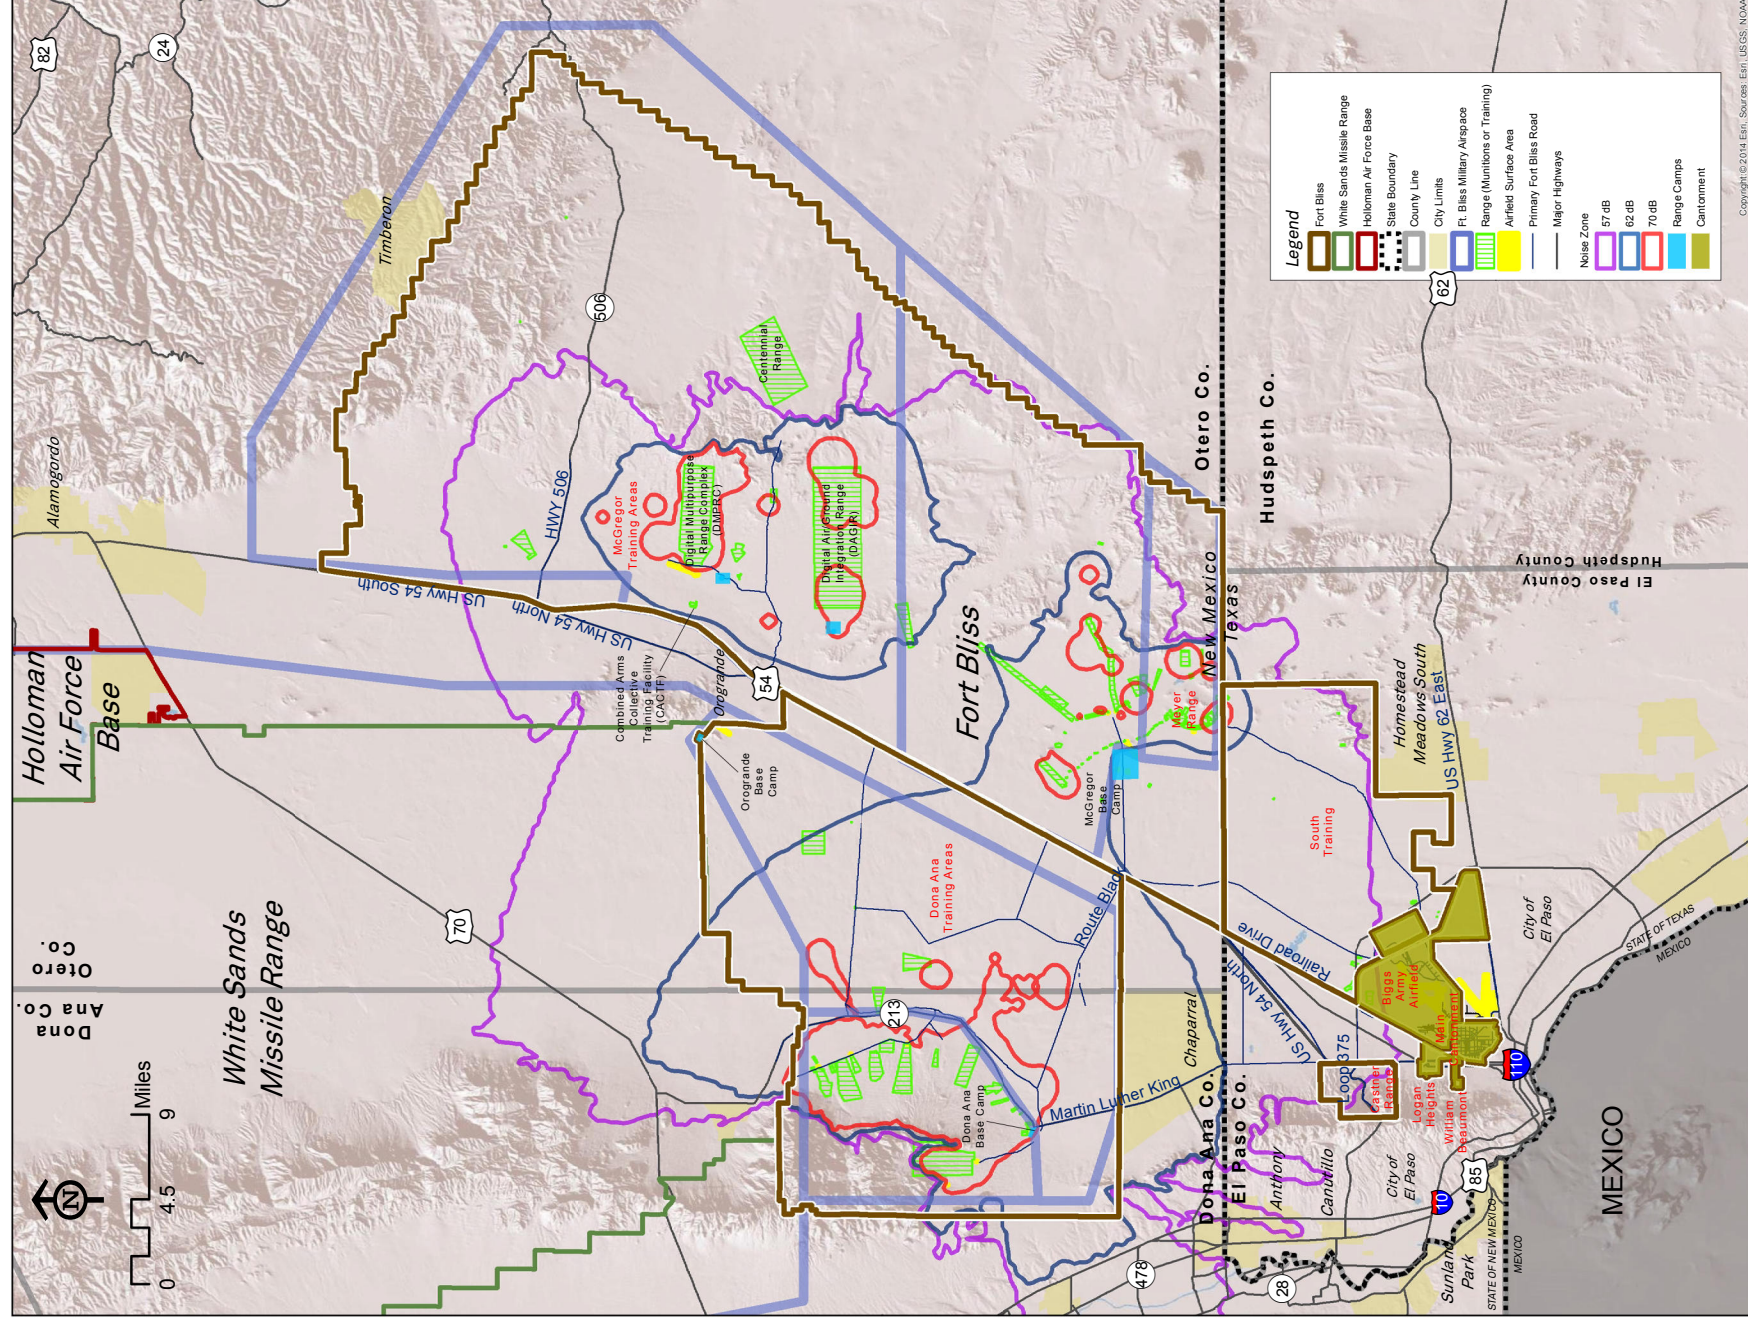 82
24
Timberon
Alamogordo
506
HWY 506
Holloman
Air Force
Base
US Hwy 54 South
US Hwy 54 North
McGregor
Training Areas
Digital Multipurpose
Range Complex
(DMPRC)
Centennial
Range
Digital Air/Ground
Integration Range
(DAGIR)
Combined Arms
Collective
Training Facility
(CACTF)
Orogrande
54
Orogrande
Base
Camp
Fort Bliss
70
White Sands
Missile Range
Otero
Co.
Dona
Ana Co.
Miles
0
4.5
9
N
Dona Ana
Training Areas
213
Route Black
Dona Ana
Base Camp
Martin Luther King
Chaparral
McGregor
Base
Camp
Meyer
Range
New Mexico
Texas
Otero Co.
Hudspeth Co.
Hudspeth County
El Paso County
Homestead
Meadows South
US Hwy 62 East
62
South
Training
Railroad Drive
US Hwy 54 North
Loop 375
Castner
Range
Biggs
Army
Airfield
Main
Cantonment
Logan
Heights
William
Beaumont
City of
El Paso
STATE OF TEXAS
MEXICO
110
Dona Ana Co.
El Paso Co.
Anthony
Canutillo
City of
El Paso
10
85
478
28
Sunland
Park
STATE OF NEW MEXICO
MEXICO
MEXICO
Legend
Fort Bliss
White Sands Missile Range
Holloman Air Force Base
State Boundary
County Line
City Limits
Ft. Bliss Military Airspace
Range (Munitions or Training)
Airfield Surface Area
Primary Fort Bliss Road
Major Highways
Noise Zone
57 dB
62 dB
70 dB
Range Camps
Cantonment
Copyright:© 2014 Esri, Sources: Esri, USGS, NOAA